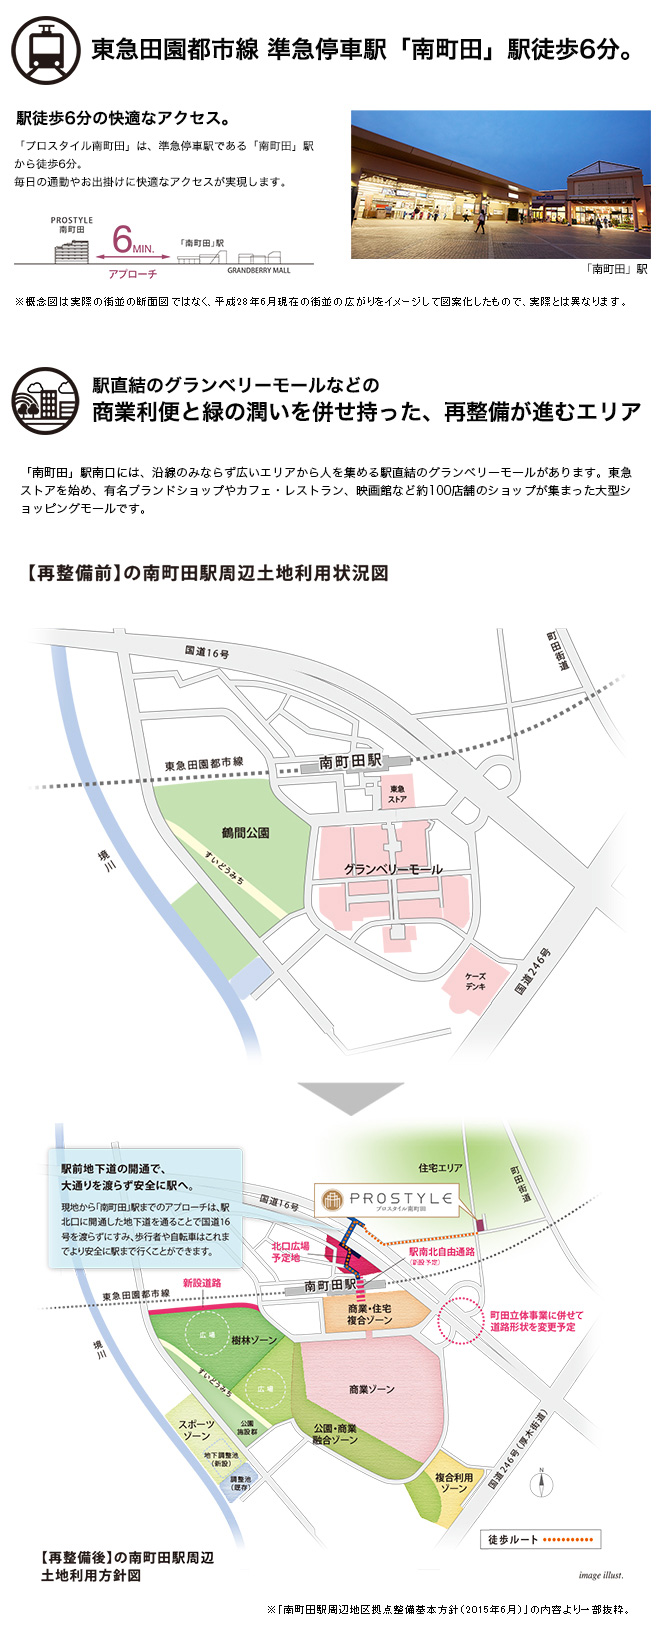 東急田園都市線 準急停車駅「南町田」駅徒歩6分。
駅徒歩6分の快適なアクセス。
「プロスタイル南町田」は、準急停車駅である「南町田」駅
から徒歩6分。
毎日の通勤やお出掛けに快適なアクセスが実現します。
PROSTYLE
南町田
6MIN.
アプローチ
「南町田」駅
GRANDBERRY MALL
「南町田」駅
※概念図は実際の街並の断面図ではなく、平成28年6月現在の街並の広がりをイメージして図案化したもので、実際とは異なります。
駅直結のグランベリーモールなどの
商業利便と緑の潤いを併せ持った、再整備が進むエリア
「南町田」駅南口には、沿線のみならず広いエリアから人を集める駅直結のグランベリーモールがあります。東急
ストアを始め、有名ブランドショップやカフェ・レストラン、映画館など約100店舗のショップが集まった大型シ
ョッピングモールです。
【再整備前】の南町田駅周辺土地利用状況図
国道16号
町田街道
東急田園都市線
南町田駅
東急
ストア
鶴間公園
すいどうみち
境川
グランベリーモール
ケーズ
デンキ
国道246号
駅前地下道の開通で、
大通りを渡らず安全に駅へ。
現地から「南町田」駅までのアプローチは、駅
北口に開通した地下道を通ることで国道16
号を渡らずにすみ、歩行者や自転車はこれま
でより安全に駅まで行くことができます。
住宅エリア
町田街道
国道16号
PROSTYLE
プロスタイル南町田
北口広場
予定地
駅南北自由通路
(新設予定)
新設道路
南町田駅
東急田園都市線
商業・住宅
複合ゾーン
町田立体事業に併せて
道路形状を変更予定
広場
樹林ゾーン
境川
すいどうみち
広場
商業ゾーン
スポーツ
ゾーン
公園
施設群
公園・商業
融合ゾーン
地下調整池
(新設)
調整池
(既存)
複合利用
ゾーン
国道246号(厚木街道)
N
徒歩ルート
【再整備後】の南町田駅周辺
土地利用方針図
image illust.
※「南町田駅周辺地区拠点整備基本方針(2015年6月)」の内容より一部抜粋。